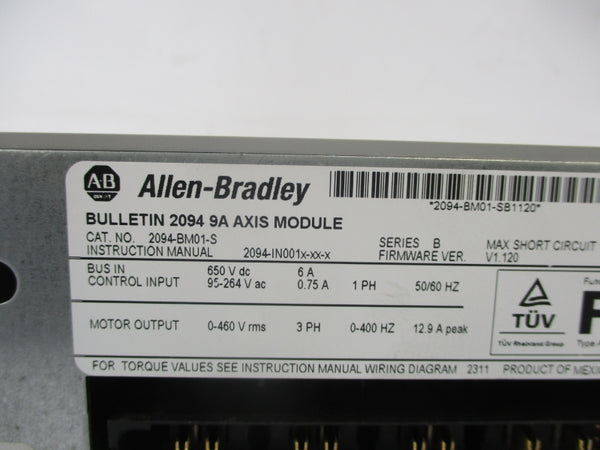 AB Allen-Bradley
*2094-BM01-SB1120*
BULLETIN 2094 9A AXIS MODULE
CAT. NO. 2094-BM01-S
INSTRUCTION MANUAL 2094-IN001x-xx-x
SERIES B
FIRMWARE VER. V1.120
MAX SHORT CIRCUIT
BUS IN 650 V dc 6 A
CONTROL INPUT 95-264 V ac 0.75 A 1 PH 50/60 HZ
MOTOR OUTPUT 0-460 V rms 3 PH 0-400 HZ 12.9 A peak
TÜV
TÜV Rheinland Group
FOR TORQUE VALUES SEE INSTRUCTION MANUAL WIRING DIAGRAM 2311 PRODUCT OF MEXIC